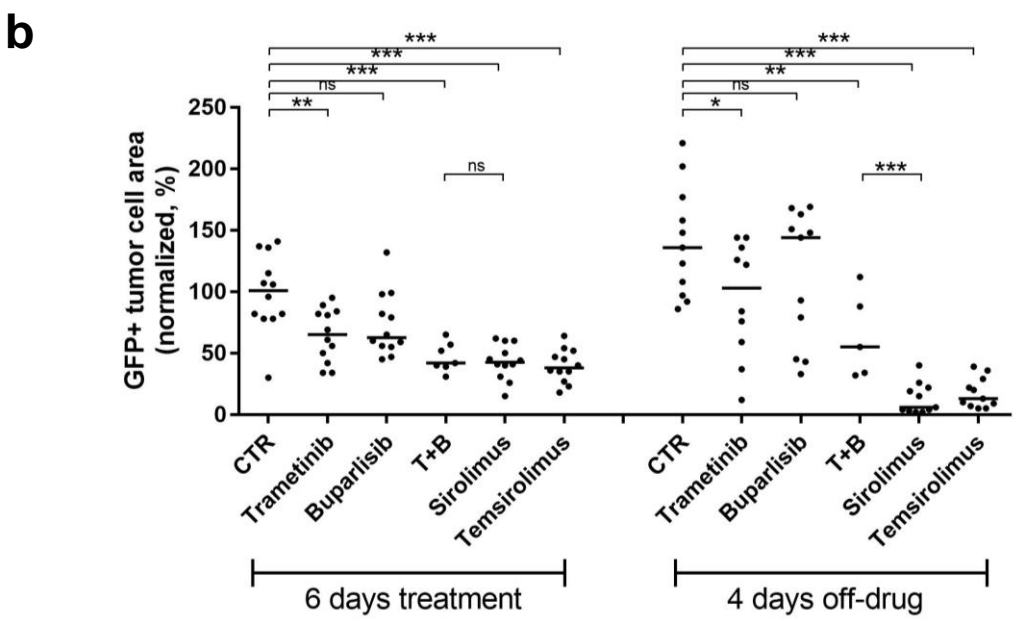 b
*** ***
*** ***
*** **
ns ns
** *
250
200
150
100
50
0
GFP+ tumor cell area
(normalized, %)
ns ***
CTR Trametinib Buparlisib T+B Sirolimus Temsirolimus CTR Trametinib Buparlisib T+B Sirolimus Temsirolimus
6 days treatment 4 days off-drug